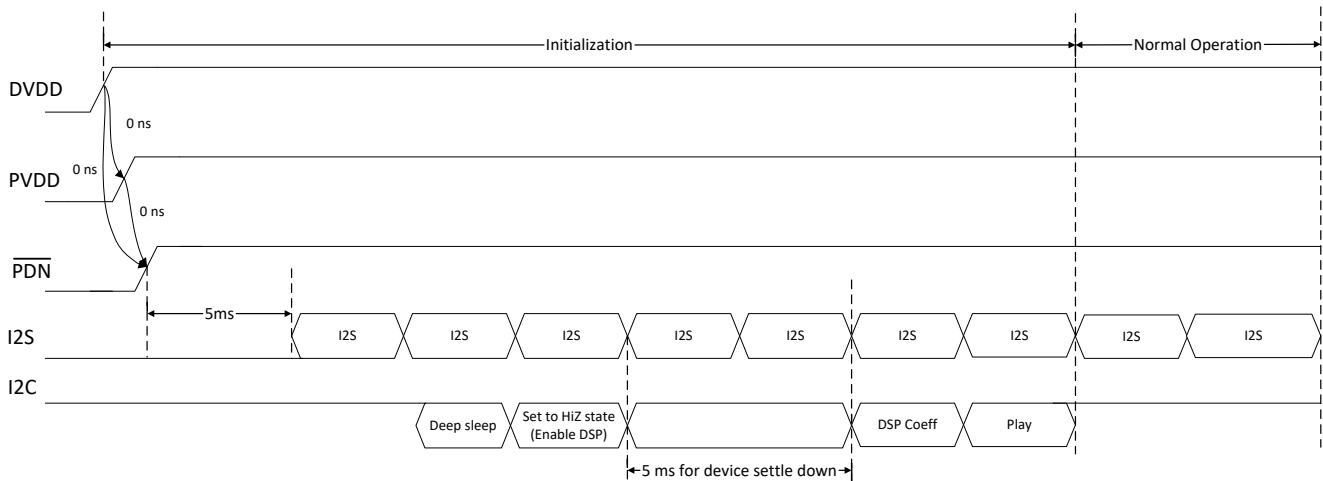 Initialization
Normal Operation
DVDD
0 ns
0 ns
PVDD
0 ns
PDN
5ms
I2S
I2S I2S I2S I2S I2S I2S I2S I2S I2S
I2C
Deep sleep
Set to HiZ state
(Enable DSP)
DSP Coeff
Play
5 ms for device settle down